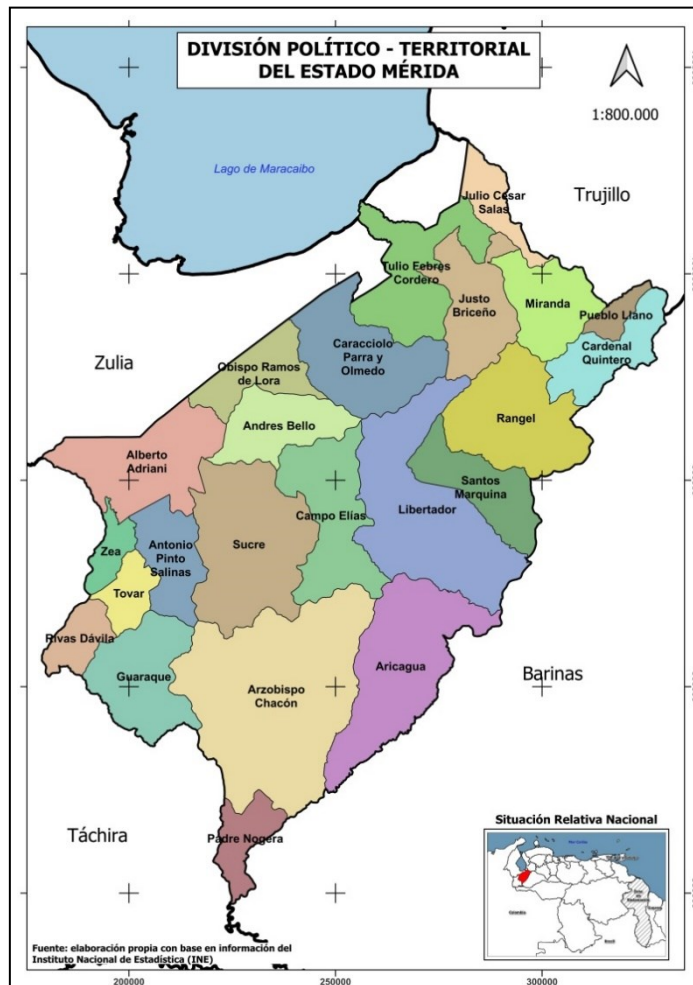 DIVISIÓN POLÍTICO - TERRITORIAL
DEL ESTADO MÉRIDA
1:800.000
Lago de Maracaibo
Trujillo
Julio César
Salas
Tulio Febres
Cordero
Justo
Briceño
Miranda
Pueblo Llano
Cardenal
Quintero
Zulia
Caracciolo
Parra y
Olmedo
Obispo Ramos
de Lora
Rangel
Andres Bello
Alberto
Adriani
Santos
Marquina
Libertador
Campo Elías
Sucre
Antonio
Pinto
Salinas
Zea
Tovar
Rivas Dávila
Guaraque
Aricagua
Barinas
Arzobispo
Chacón
Táchira
Padre Nogera
Situación Relativa Nacional
Fuente: elaboración propia con base en información del
Instituto Nacional de Estadística (INE)
200000
250000
300000